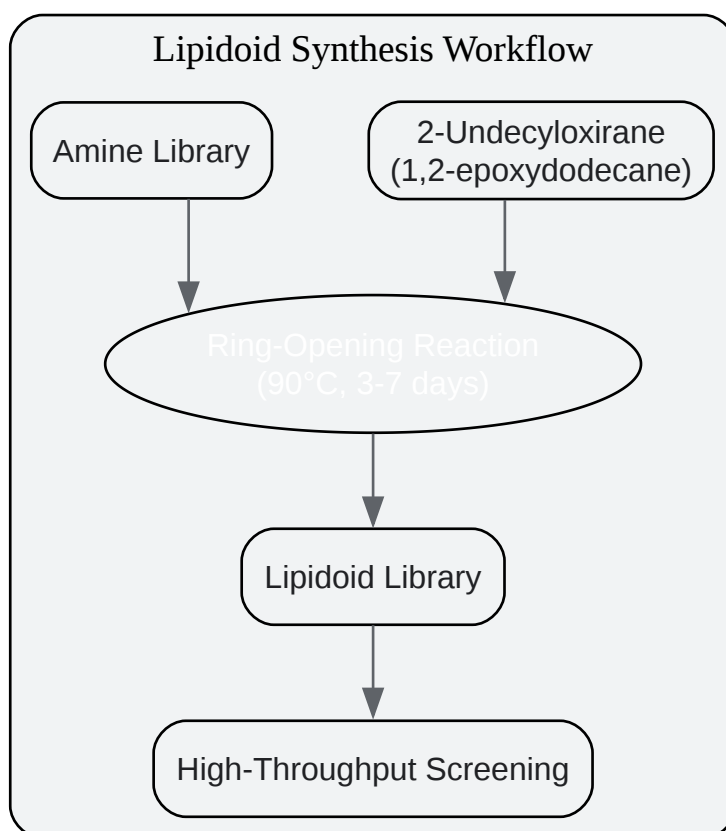 Lipidoid Synthesis Workflow
Amine Library
2-Undecyloxirane
(1,2-epoxydodecane)
Ring-Opening Reaction
(90°C, 3-7 days)
Lipidoid Library
High-Throughput Screening